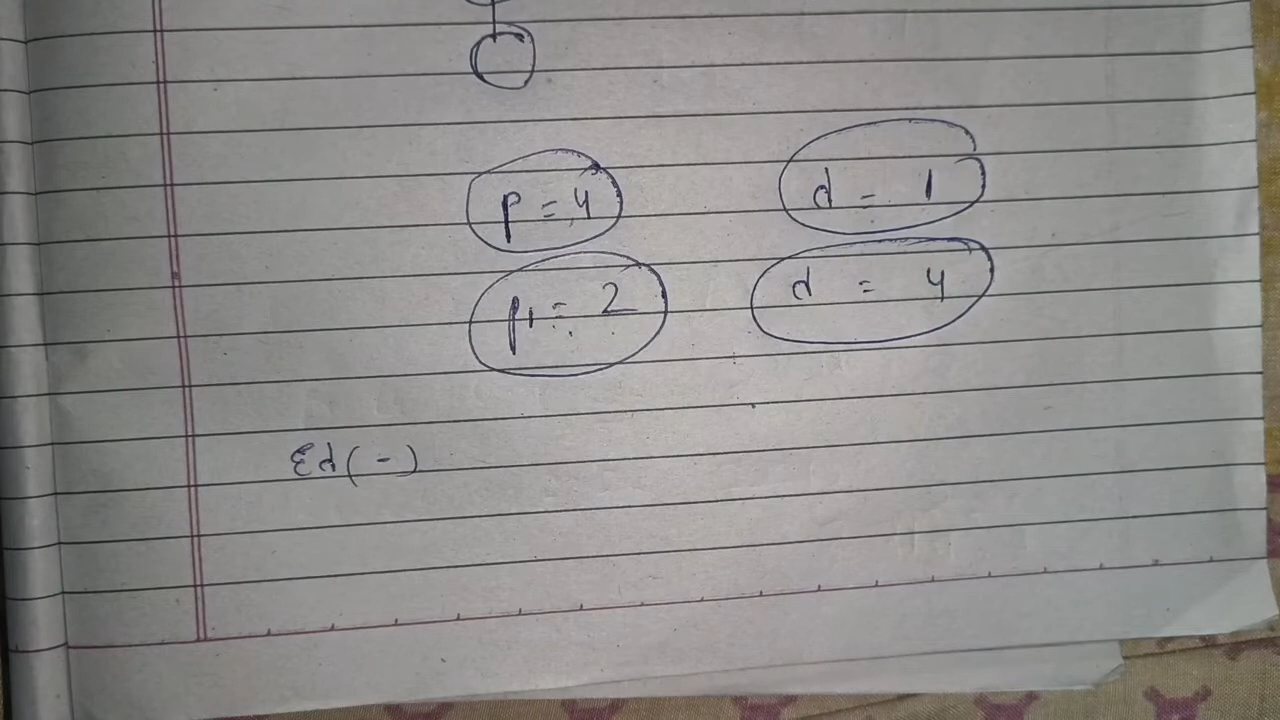 p = 4 d = 1
p1 = 2 d = 4
Ed(-)